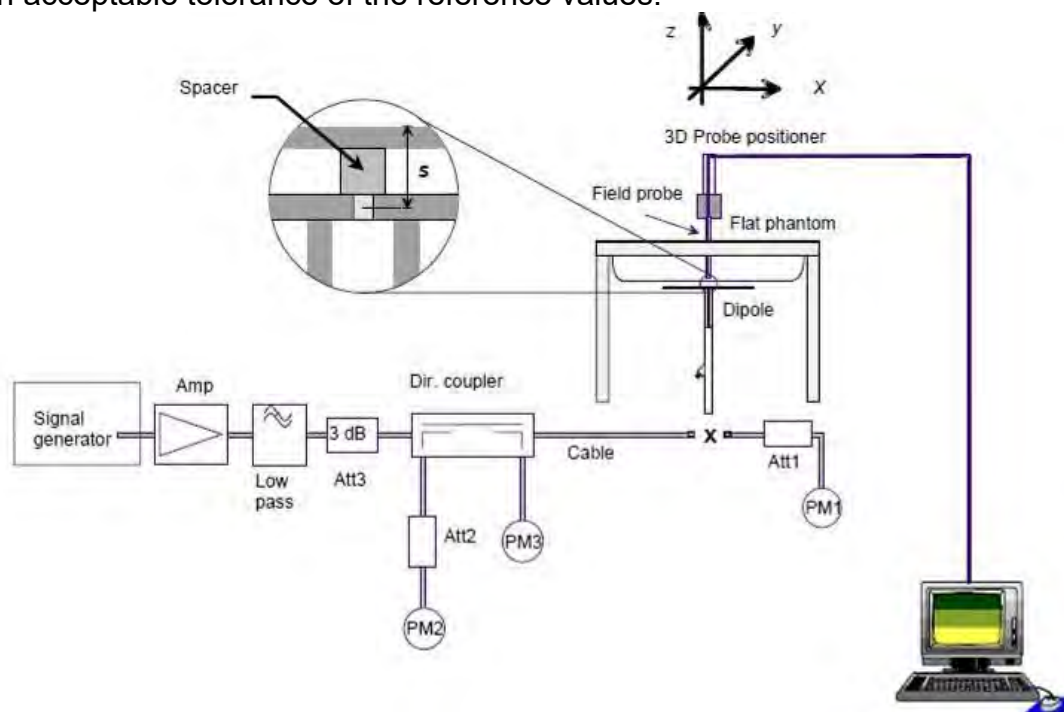 n acceptable tolerance of the reference values.
z
y
X
Spacer
s
3D Probe positioner
Field probe
Flat phantom
Dipole
Dir. coupler
Amp
Signal
generator
3 dB
Low
pass
Att3
Cable
X
Att1
PM1
Att2
PM3
PM2